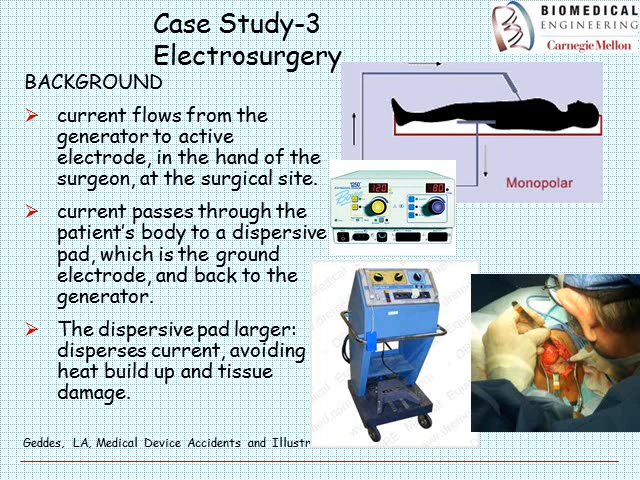 Case Study-3
Electrosurgery
BIOMEDICAL
ENGINEERING
Carnegie Mellon
BACKGROUND
current flows from the
generator to active
electrode, in the hand of the
surgeon, at the surgical site.
current passes through the
patient's body to a dispersive
pad, which is the ground
electrode, and back to the
generator.
The dispersive pad larger:
disperses current, avoiding
heat build up and tissue
damage.
Monopolar
120
80
Geddes, LA, Medical Device Accidents and Illustr